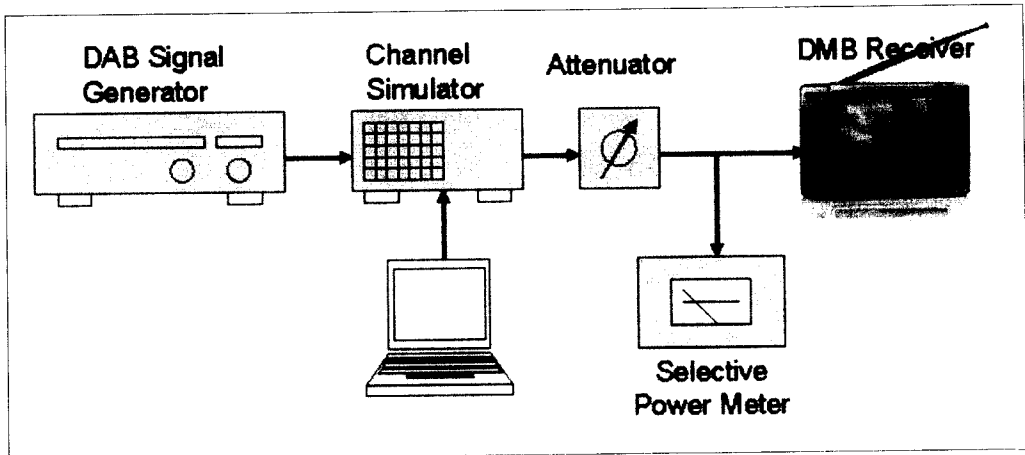 DAB Signal
Generator
Channel
Simulator
Attenuator
DMB Receiver
Selective
Power Meter